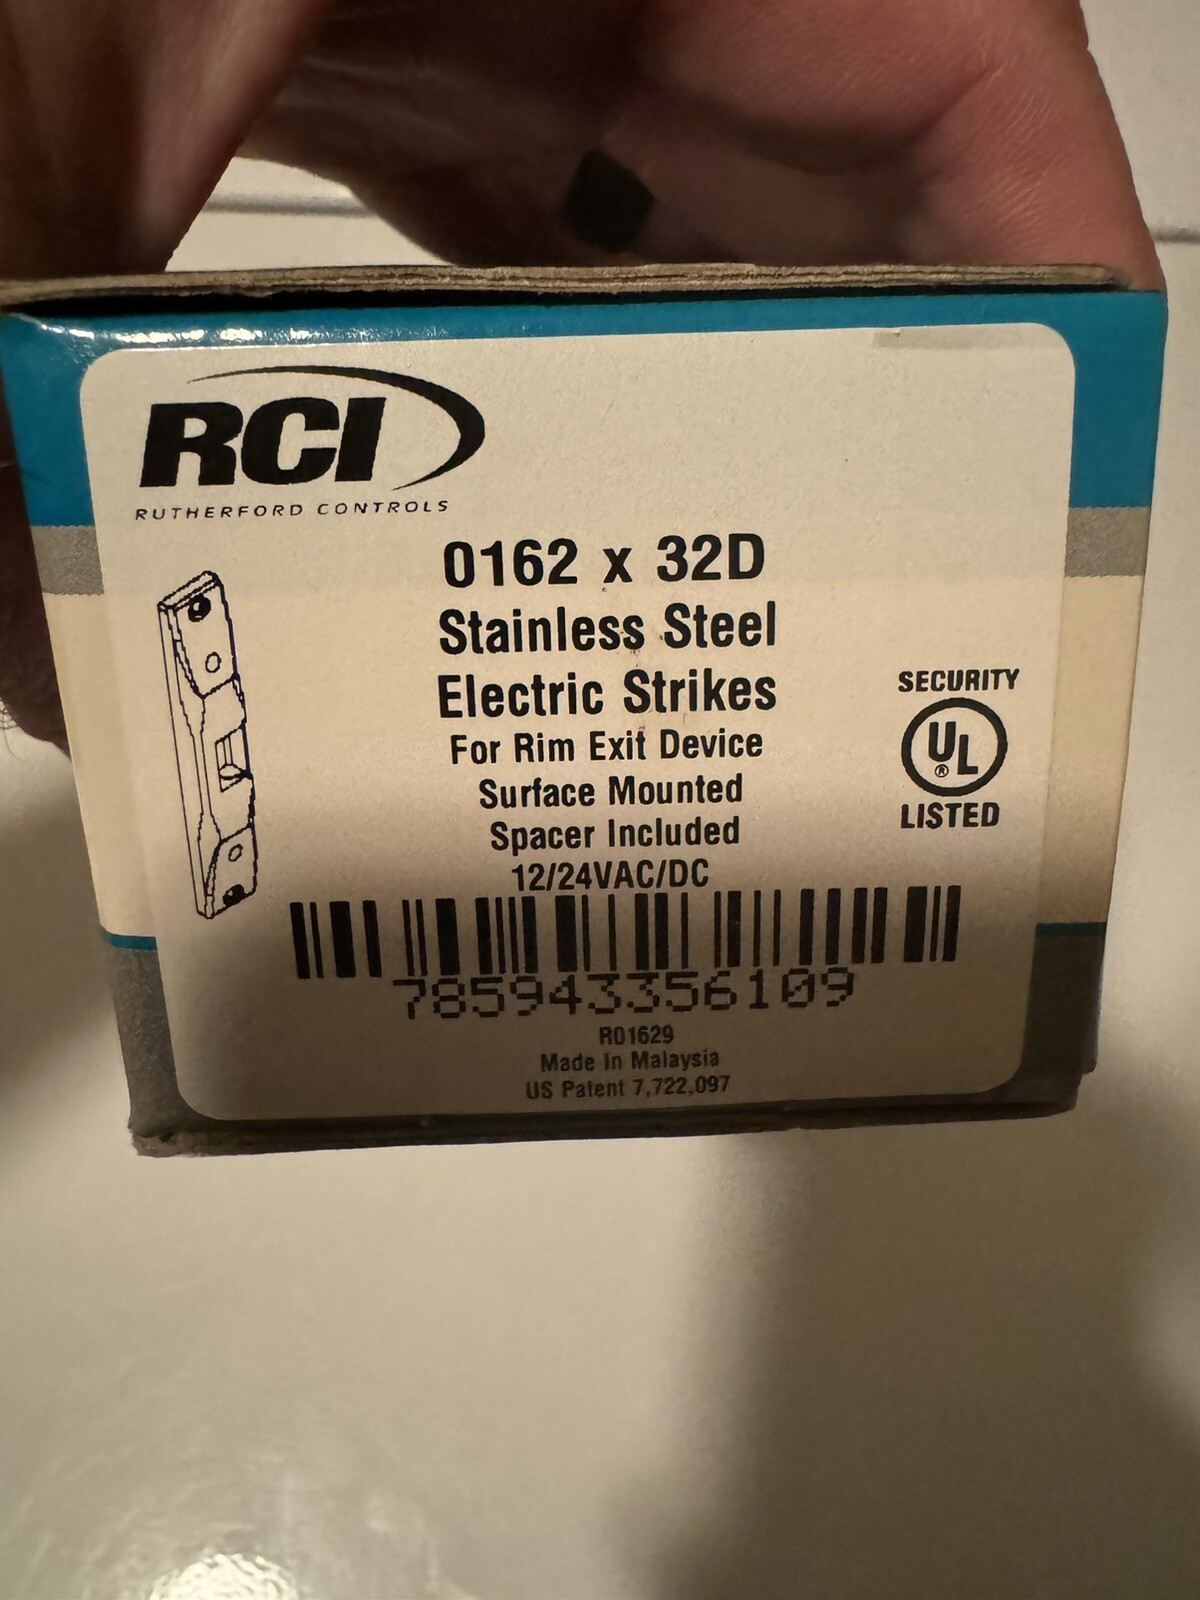 RCI
RUTHERFORD CONTROLS
0162 x 32D
Stainless Steel
Electric Strikes
For Rim Exit Device
Surface Mounted
Spacer Included
12/24VAC/DC
SECURITY
UL
®
LISTED
785943356109
R01629
Made In Malaysia
US Patent 7,722,097